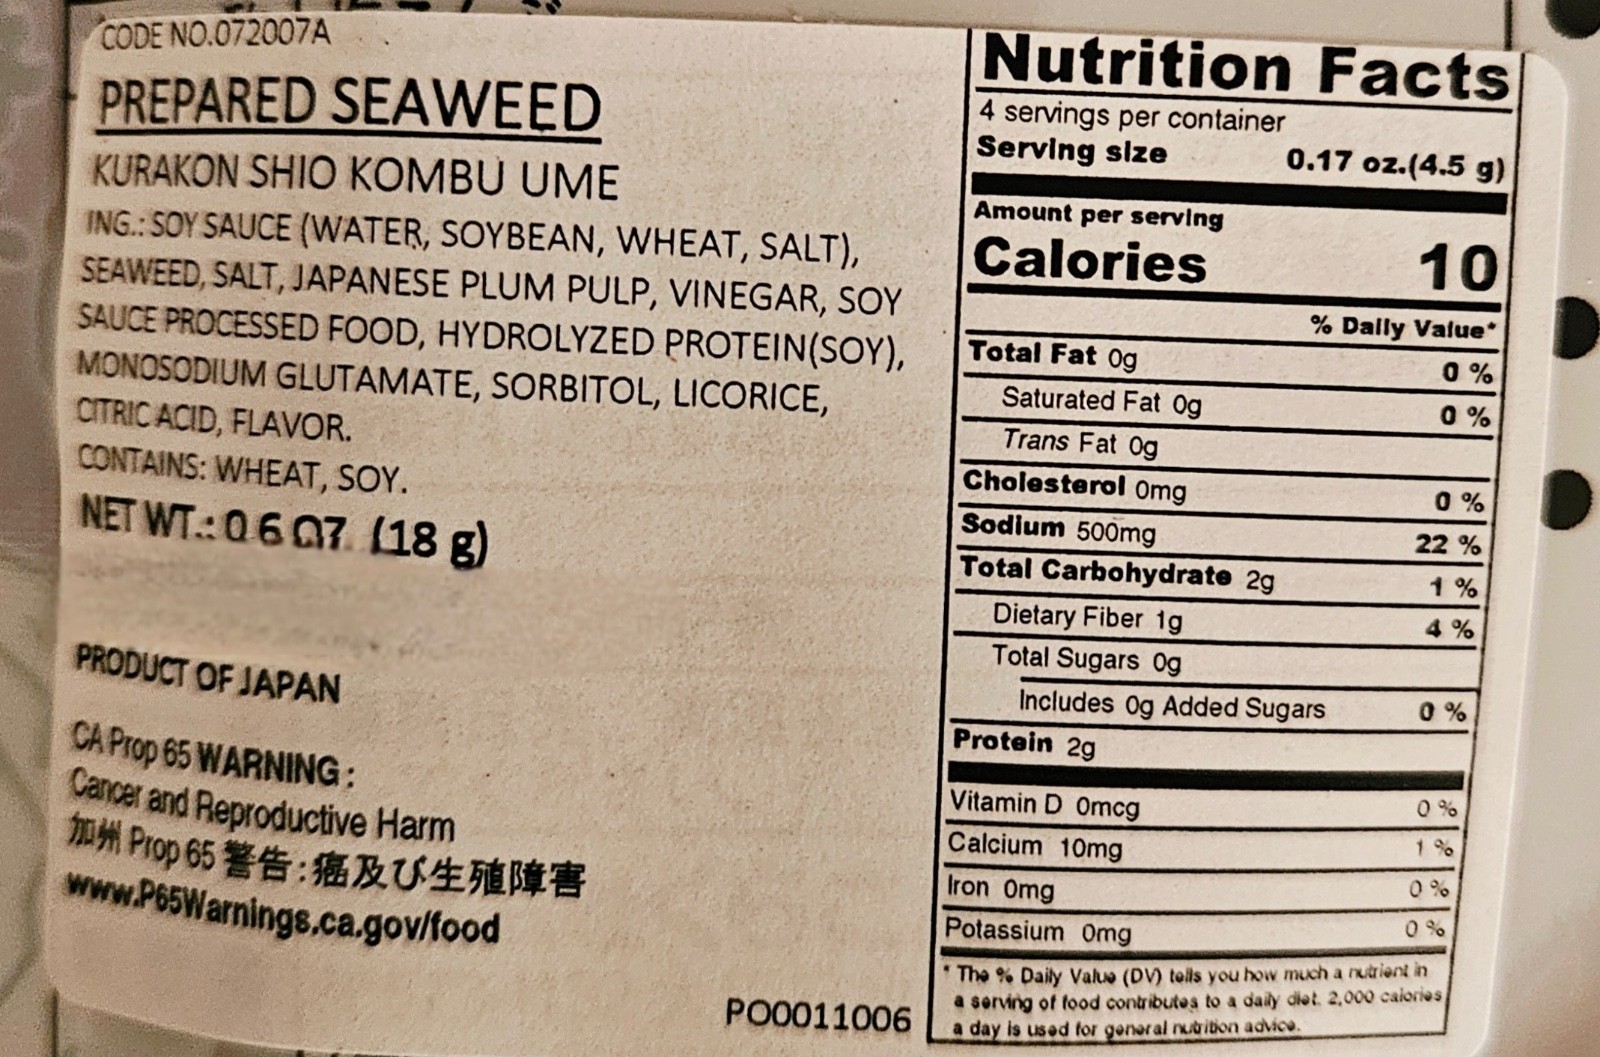 CODE NO.072007A
PREPARED SEAWEED
KURAKON SHIO KOMBU UME
ING.: SOY SAUCE (WATER, SOYBEAN, WHEAT, SALT),
SEAWEED, SALT, JAPANESE PLUM PULP, VINEGAR, SOY
SAUCE PROCESSED FOOD, HYDROLYZED PROTEIN(SOY),
MONOSODIUM GLUTAMATE, SORBITOL, LICORICE,
CITRIC ACID, FLAVOR.
CONTAINS: WHEAT, SOY.
NET WT.: 0.6 OZ. (18 g)
PRODUCT OF JAPAN
CA Prop 65 WARNING :
Cancer and Reproductive Harm
加州 Prop 65 警告 : 癌及び生殖障害
www.P65Warnings.ca.gov/food
PO0011006
Nutrition Facts
4 servings per container
Serving size 0.17 oz.(4.5 g)
Amount per serving
Calories 10
% Daily Value*
Total Fat 0g 0 %
Saturated Fat 0g 0 %
Trans Fat 0g
Cholesterol 0mg 0 %
Sodium 500mg 22 %
Total Carbohydrate 2g 1 %
Dietary Fiber 1g 4 %
Total Sugars 0g
Includes 0g Added Sugars 0 %
Protein 2g
Vitamin D 0mcg 0 %
Calcium 10mg 1 %
Iron 0mg 0 %
Potassium 0mg 0 %
* The % Daily Value (DV) tells you how much a nutrient in
a serving of food contributes to a daily diet. 2,000 calories
a day is used for general nutrition advice.